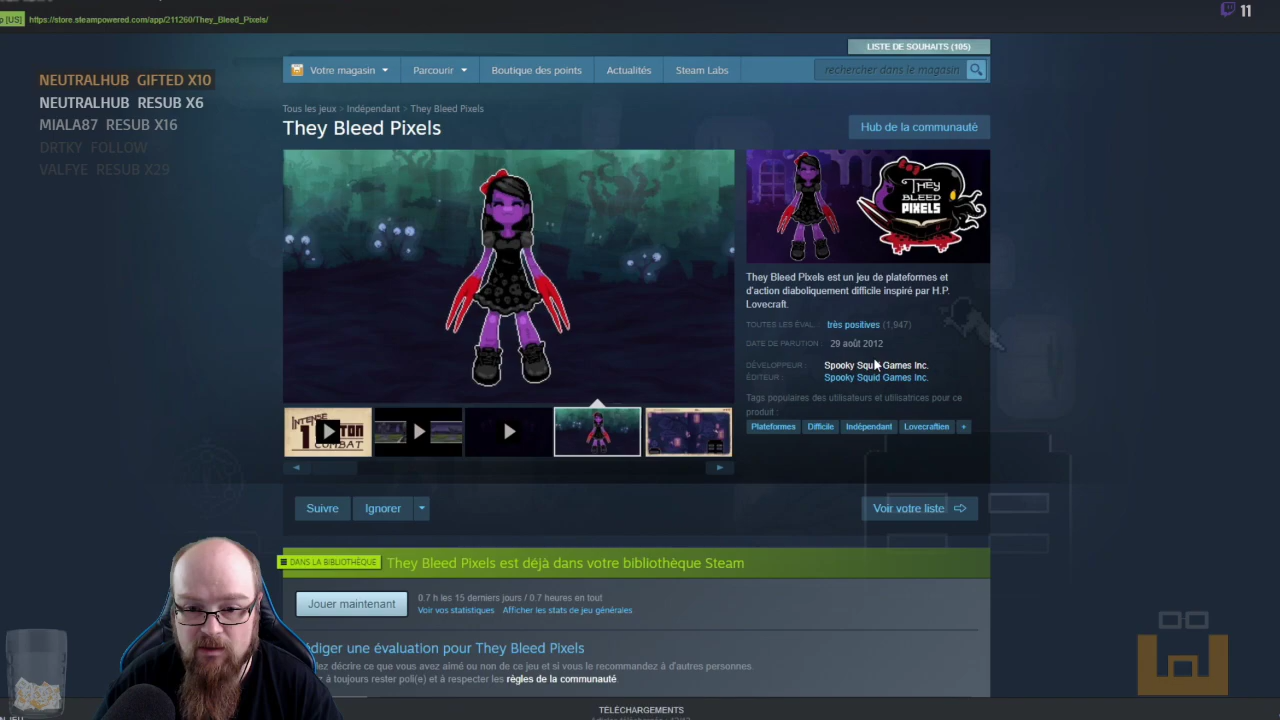 p [US] https://store.steampowered.com/app/211260/They_Bleed_Pixels/
11
LISTE DE SOUHAITS (105)
Votre magasin
Parcourir
Boutique des points
Actualités
Steam Labs
rechercher dans le magasin
NEUTRALHUB GIFTED X10
NEUTRALHUB RESUB X6
MIALA87 RESUB X16
DRTKY FOLLOW
VALFYE RESUB X29
Tous les jeux > Indépendant > They Bleed Pixels
They Bleed Pixels
Hub de la communauté
THEY
BLEED
PIXELS
They Bleed Pixels est un jeu de plateformes et
d'action diaboliquement difficile inspiré par H.P.
Lovecraft.
TOUTES LES ÉVAL. : très positives (1,947)
DATE DE PARUTION : 29 août 2012
DÉVELOPPEUR : Spooky Squid Games Inc.
ÉDITEUR : Spooky Squid Games Inc.
Tags populaires des utilisateurs et utilisatrices pour ce
produit :
Plateformes Difficile Indépendant Lovecraftien +
INTENSE
1 BUTTON
COMBAT
Suivre
Ignorer
Voir votre liste
DANS LA BIBLIOTHÈQUE
They Bleed Pixels est déjà dans votre bibliothèque Steam
Jouer maintenant
0.7 h les 15 derniers jours / 0.7 heures en tout
Voir vos statistiques Afficher les stats de jeu générales
diger une évaluation pour They Bleed Pixels
lez décrire ce que vous avez aimé ou non de ce jeu et si vous le recommandez à d'autres personnes.
z à toujours rester poli(e) et à respecter les règles de la communauté.
TÉLÉCHARGEMENTS